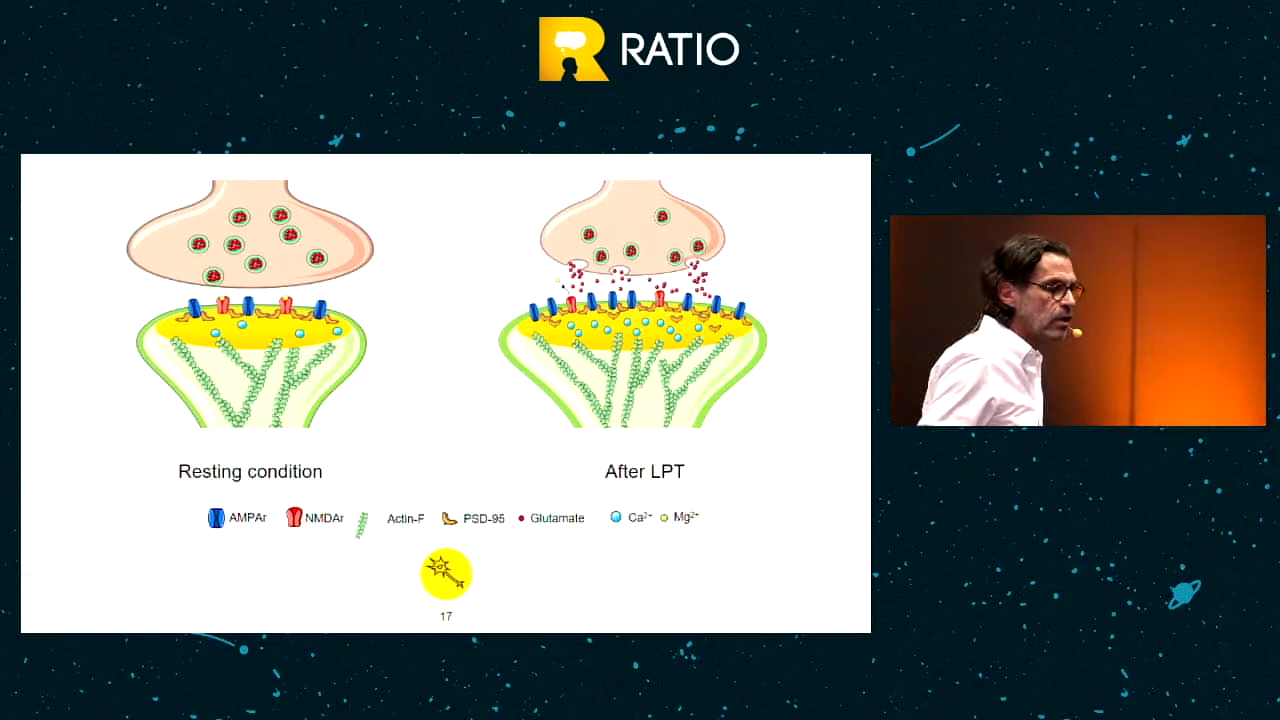 RATIO
Resting condition
After LPT
AMPAr NMDAr Actin-F PSD-95 Glutamate Ca²⁺ Mg²⁺
17